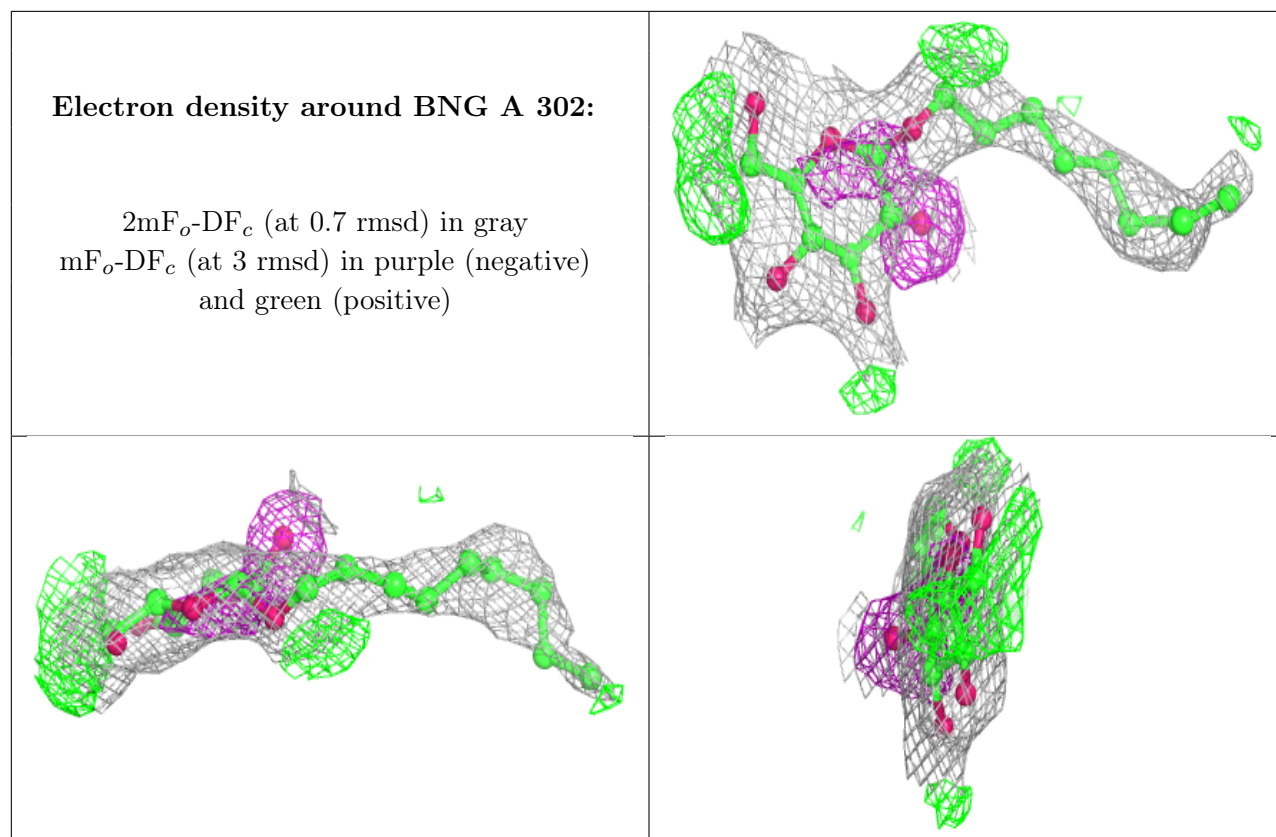 Electron density around BNG A 302:
2mFo-DFc (at 0.7 rmsd) in gray
mFo-DFc (at 3 rmsd) in purple (negative)
and green (positive)